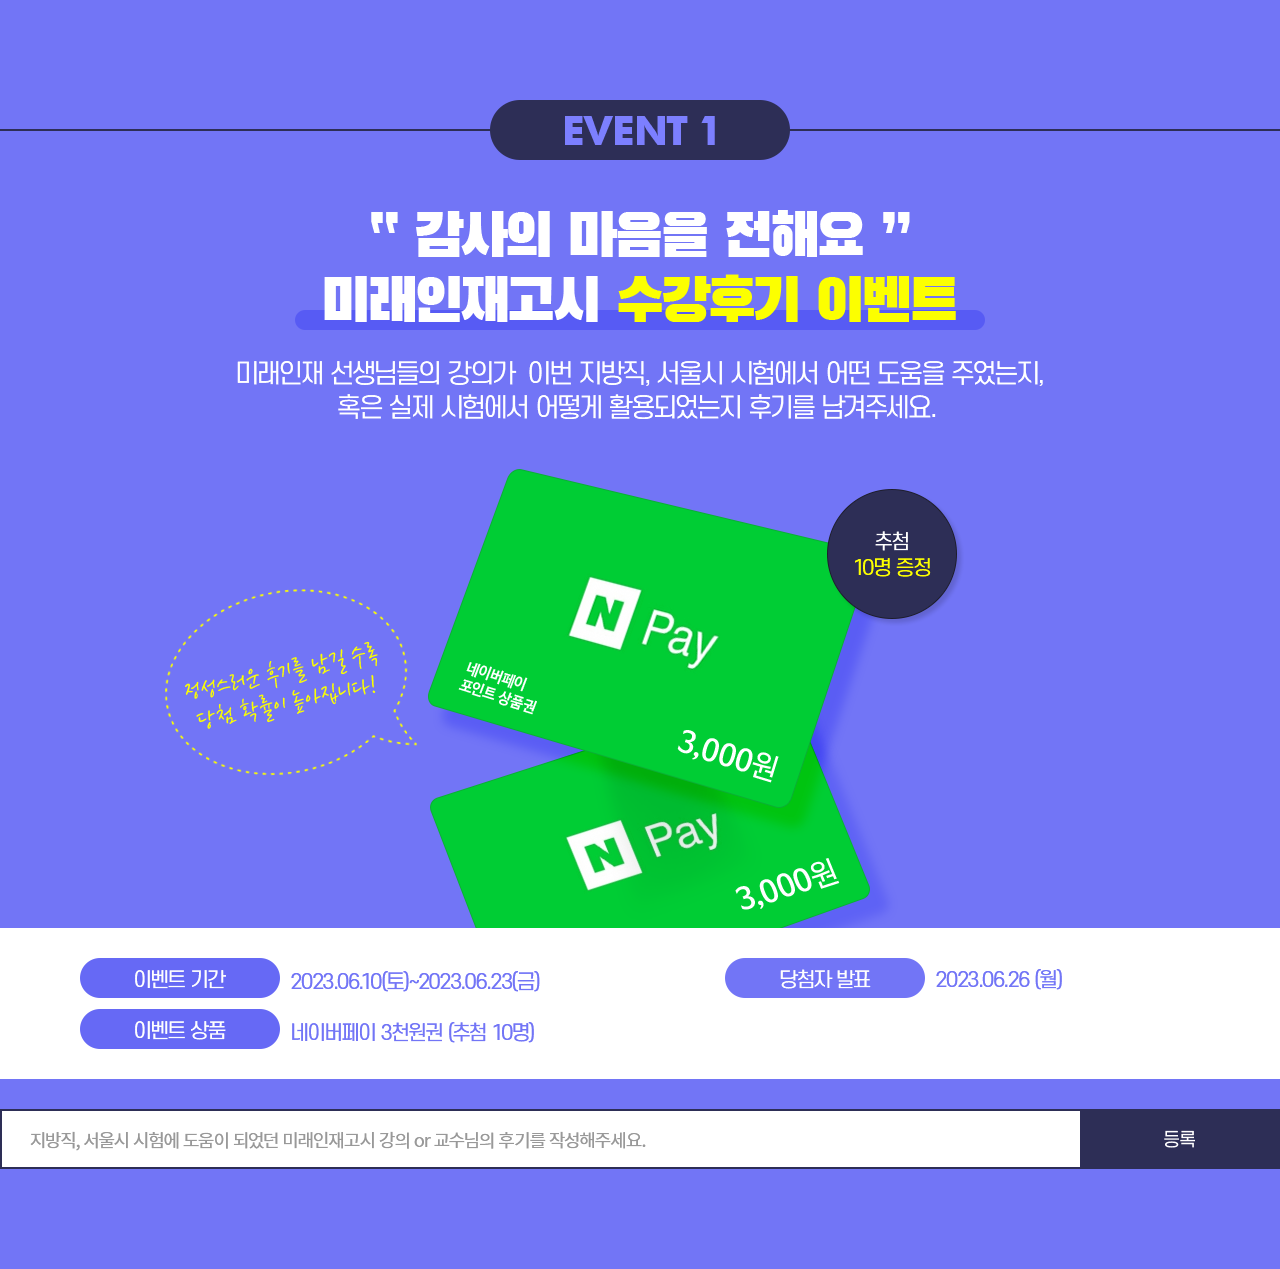 EVENT 1
“ 감사의 마음을 전해요 ”
미래인재고시 수강후기 이벤트
미래인재 선생님들의 강의가 이번 지방직, 서울시 시험에서 어떤 도움을 주었는지,
혹은 실제 시험에서 어떻게 활용되었는지 후기를 남겨주세요.
추첨
10명 증정
N Pay
정성스러운 후기를 남길 수록
당첨 확률이 높아집니다!
네이버페이
포인트 상품권
3,000원
N Pay
3,000원
이벤트 기간 2023.06.10(토)~2023.06.23(금)
당첨자 발표 2023.06.26 (월)
이벤트 상품 네이버페이 3천원권 (추첨 10명)
지방직, 서울시 시험에 도움이 되었던 미래인재고시 강의 or 교수님의 후기를 작성해주세요.
등록